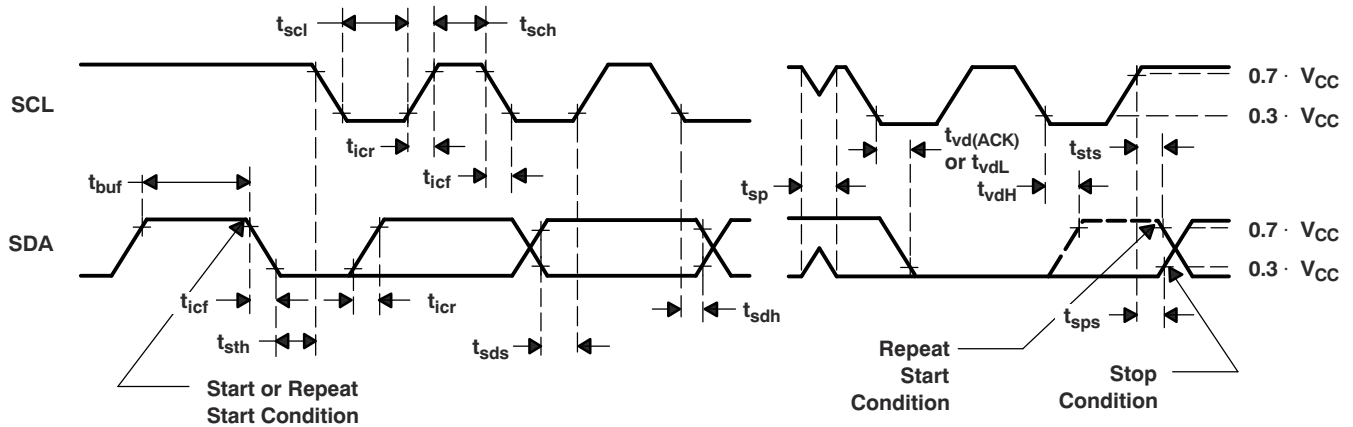 tscl
tsch
SCL
0.7 · VCC
0.3 · VCC
ticr
ticf
tvd(ACK)
or tvdL
tsts
tbuf
tsp
tvdH
SDA
0.7 · VCC
0.3 · VCC
ticf
ticr
tsdh
tsps
tsth
tsds
Start or Repeat
Start Condition
Repeat
Start
Condition
Stop
Condition